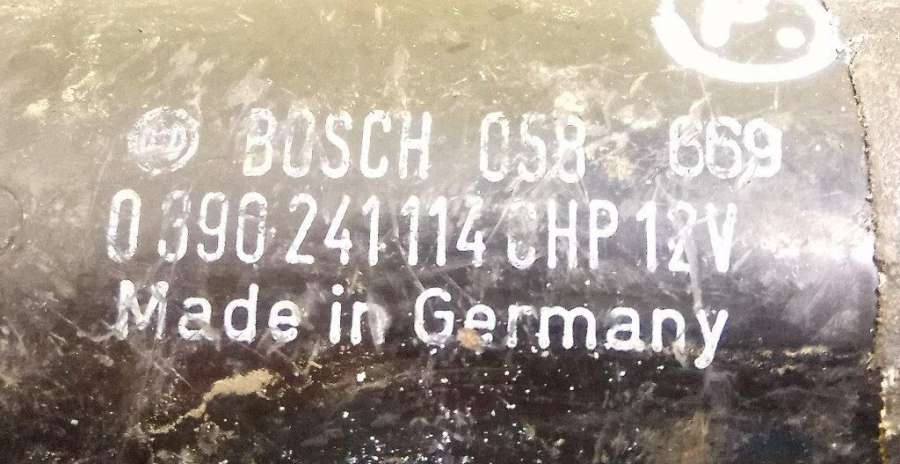 BOSCH 058 669
0 390 241 114 CHP 12V
Made in Germany